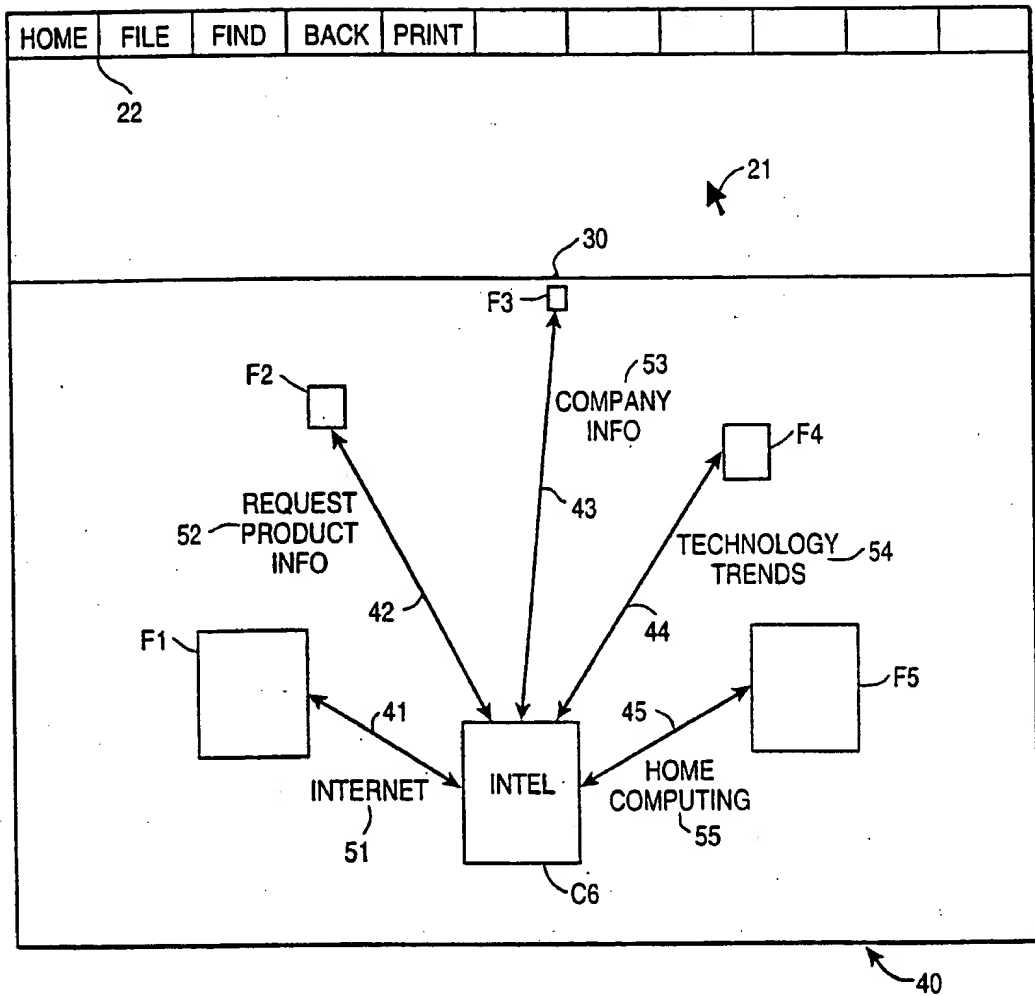 HOME FILE FIND BACK PRINT
22
21
30
F3
53
F2
COMPANY
INFO
F4
43
REQUEST
52 PRODUCT
INFO
TECHNOLOGY 54
TRENDS
42
44
F1
F5
41
45
INTEL
HOME
INTERNET
COMPUTING
51
55
C6
40